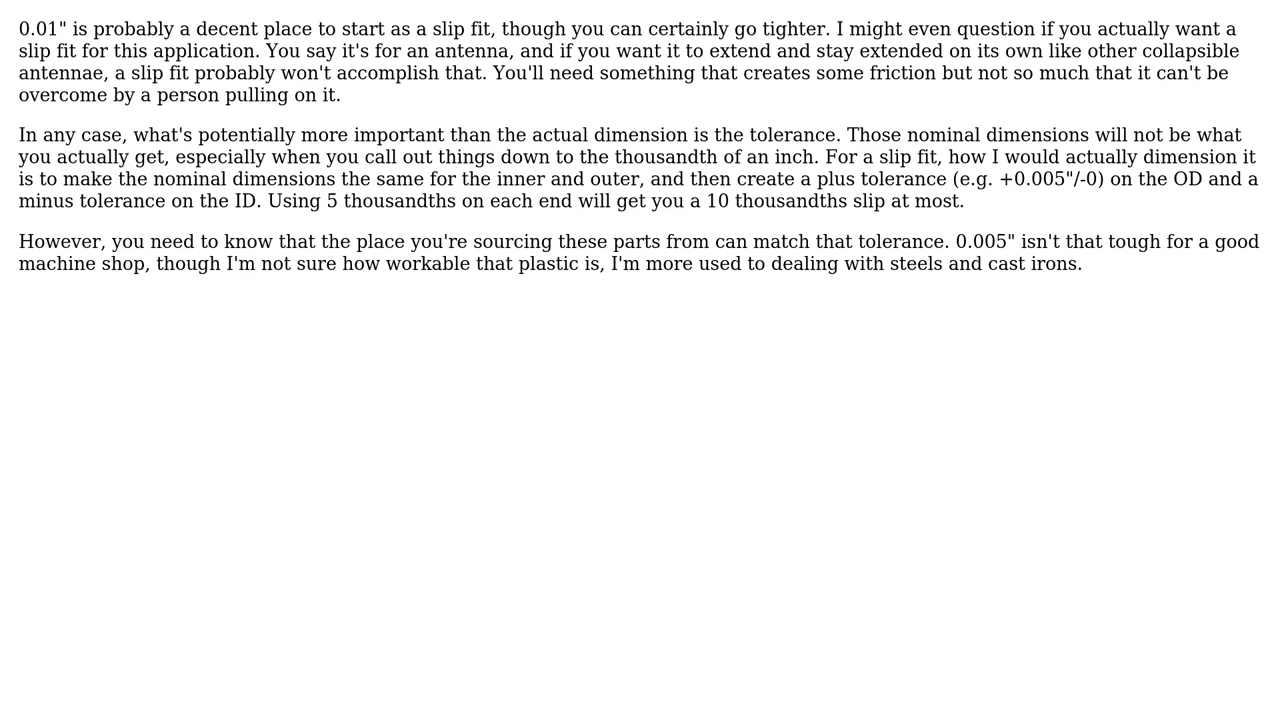 0.01" is probably a decent place to start as a slip fit, though you can certainly go tighter. I might even question if you actually want a
slip fit for this application. You say it's for an antenna, and if you want it to extend and stay extended on its own like other collapsible
antennae, a slip fit probably won't accomplish that. You'll need something that creates some friction but not so much that it can't be
overcome by a person pulling on it.
In any case, what's potentially more important than the actual dimension is the tolerance. Those nominal dimensions will not be what
you actually get, especially when you call out things down to the thousandth of an inch. For a slip fit, how I would actually dimension it
is to make the nominal dimensions the same for the inner and outer, and then create a plus tolerance (e.g. +0.005"/-0) on the OD and a
minus tolerance on the ID. Using 5 thousandths on each end will get you a 10 thousandths slip at most.
However, you need to know that the place you're sourcing these parts from can match that tolerance. 0.005" isn't that tough for a good
machine shop, though I'm not sure how workable that plastic is, I'm more used to dealing with steels and cast irons.